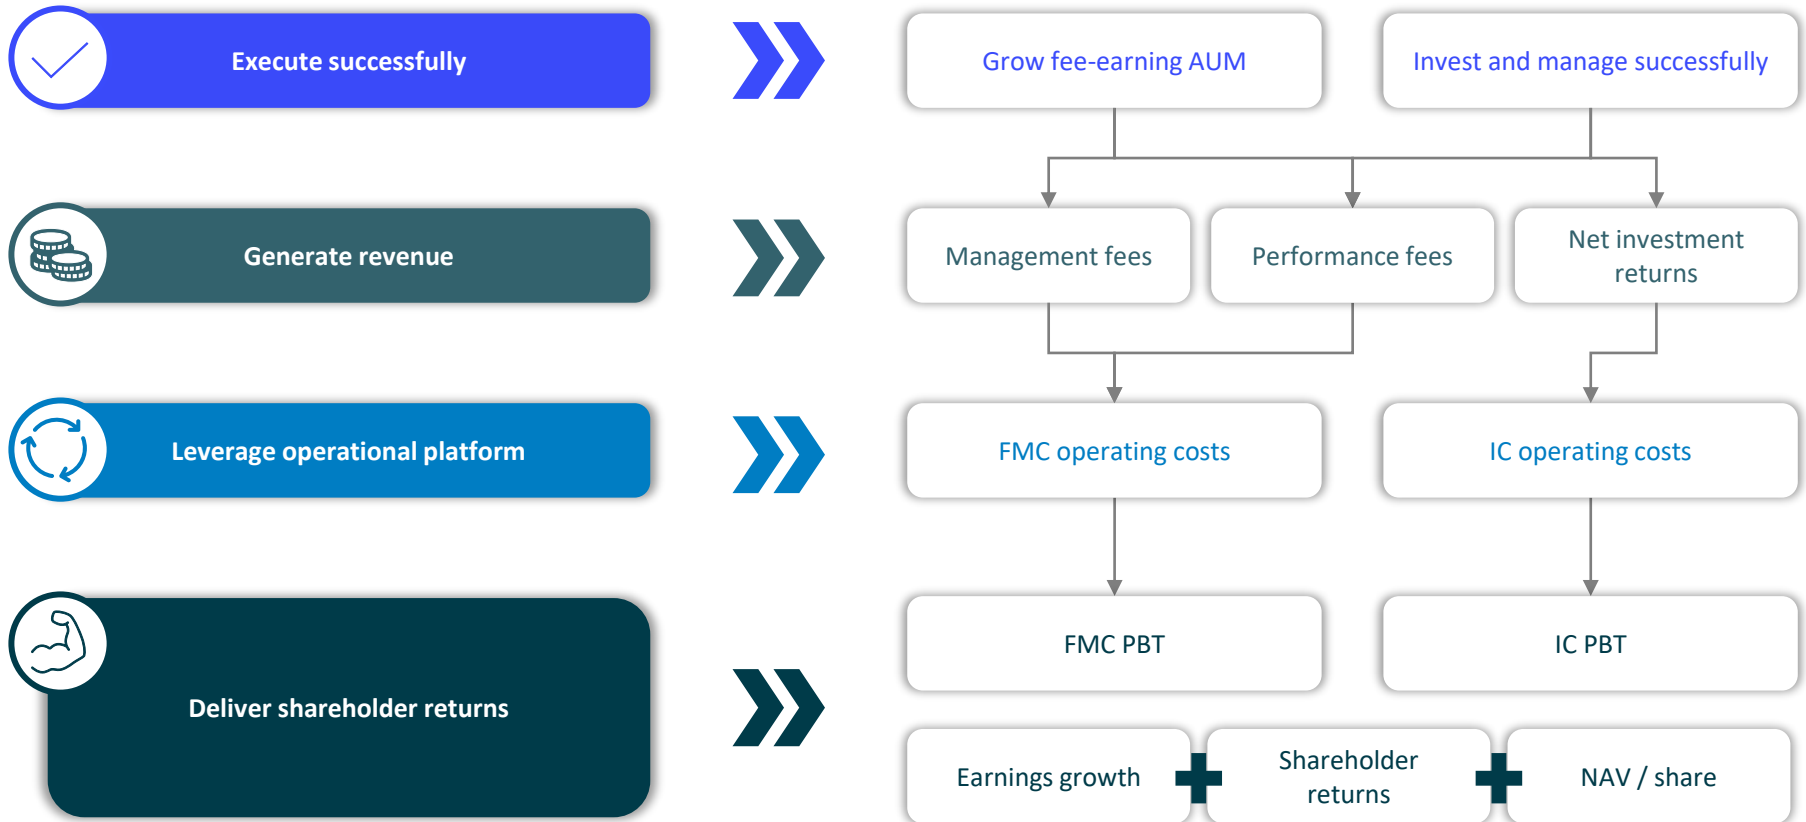 Execute successfully
Grow fee-earning AUM
Invest and manage successfully
Generate revenue
Management fees
Performance fees
Net investment
returns
Leverage operational platform
FMC operating costs
IC operating costs
Deliver shareholder returns
FMC PBT
IC PBT
Earnings growth
Shareholder
returns
NAV / share